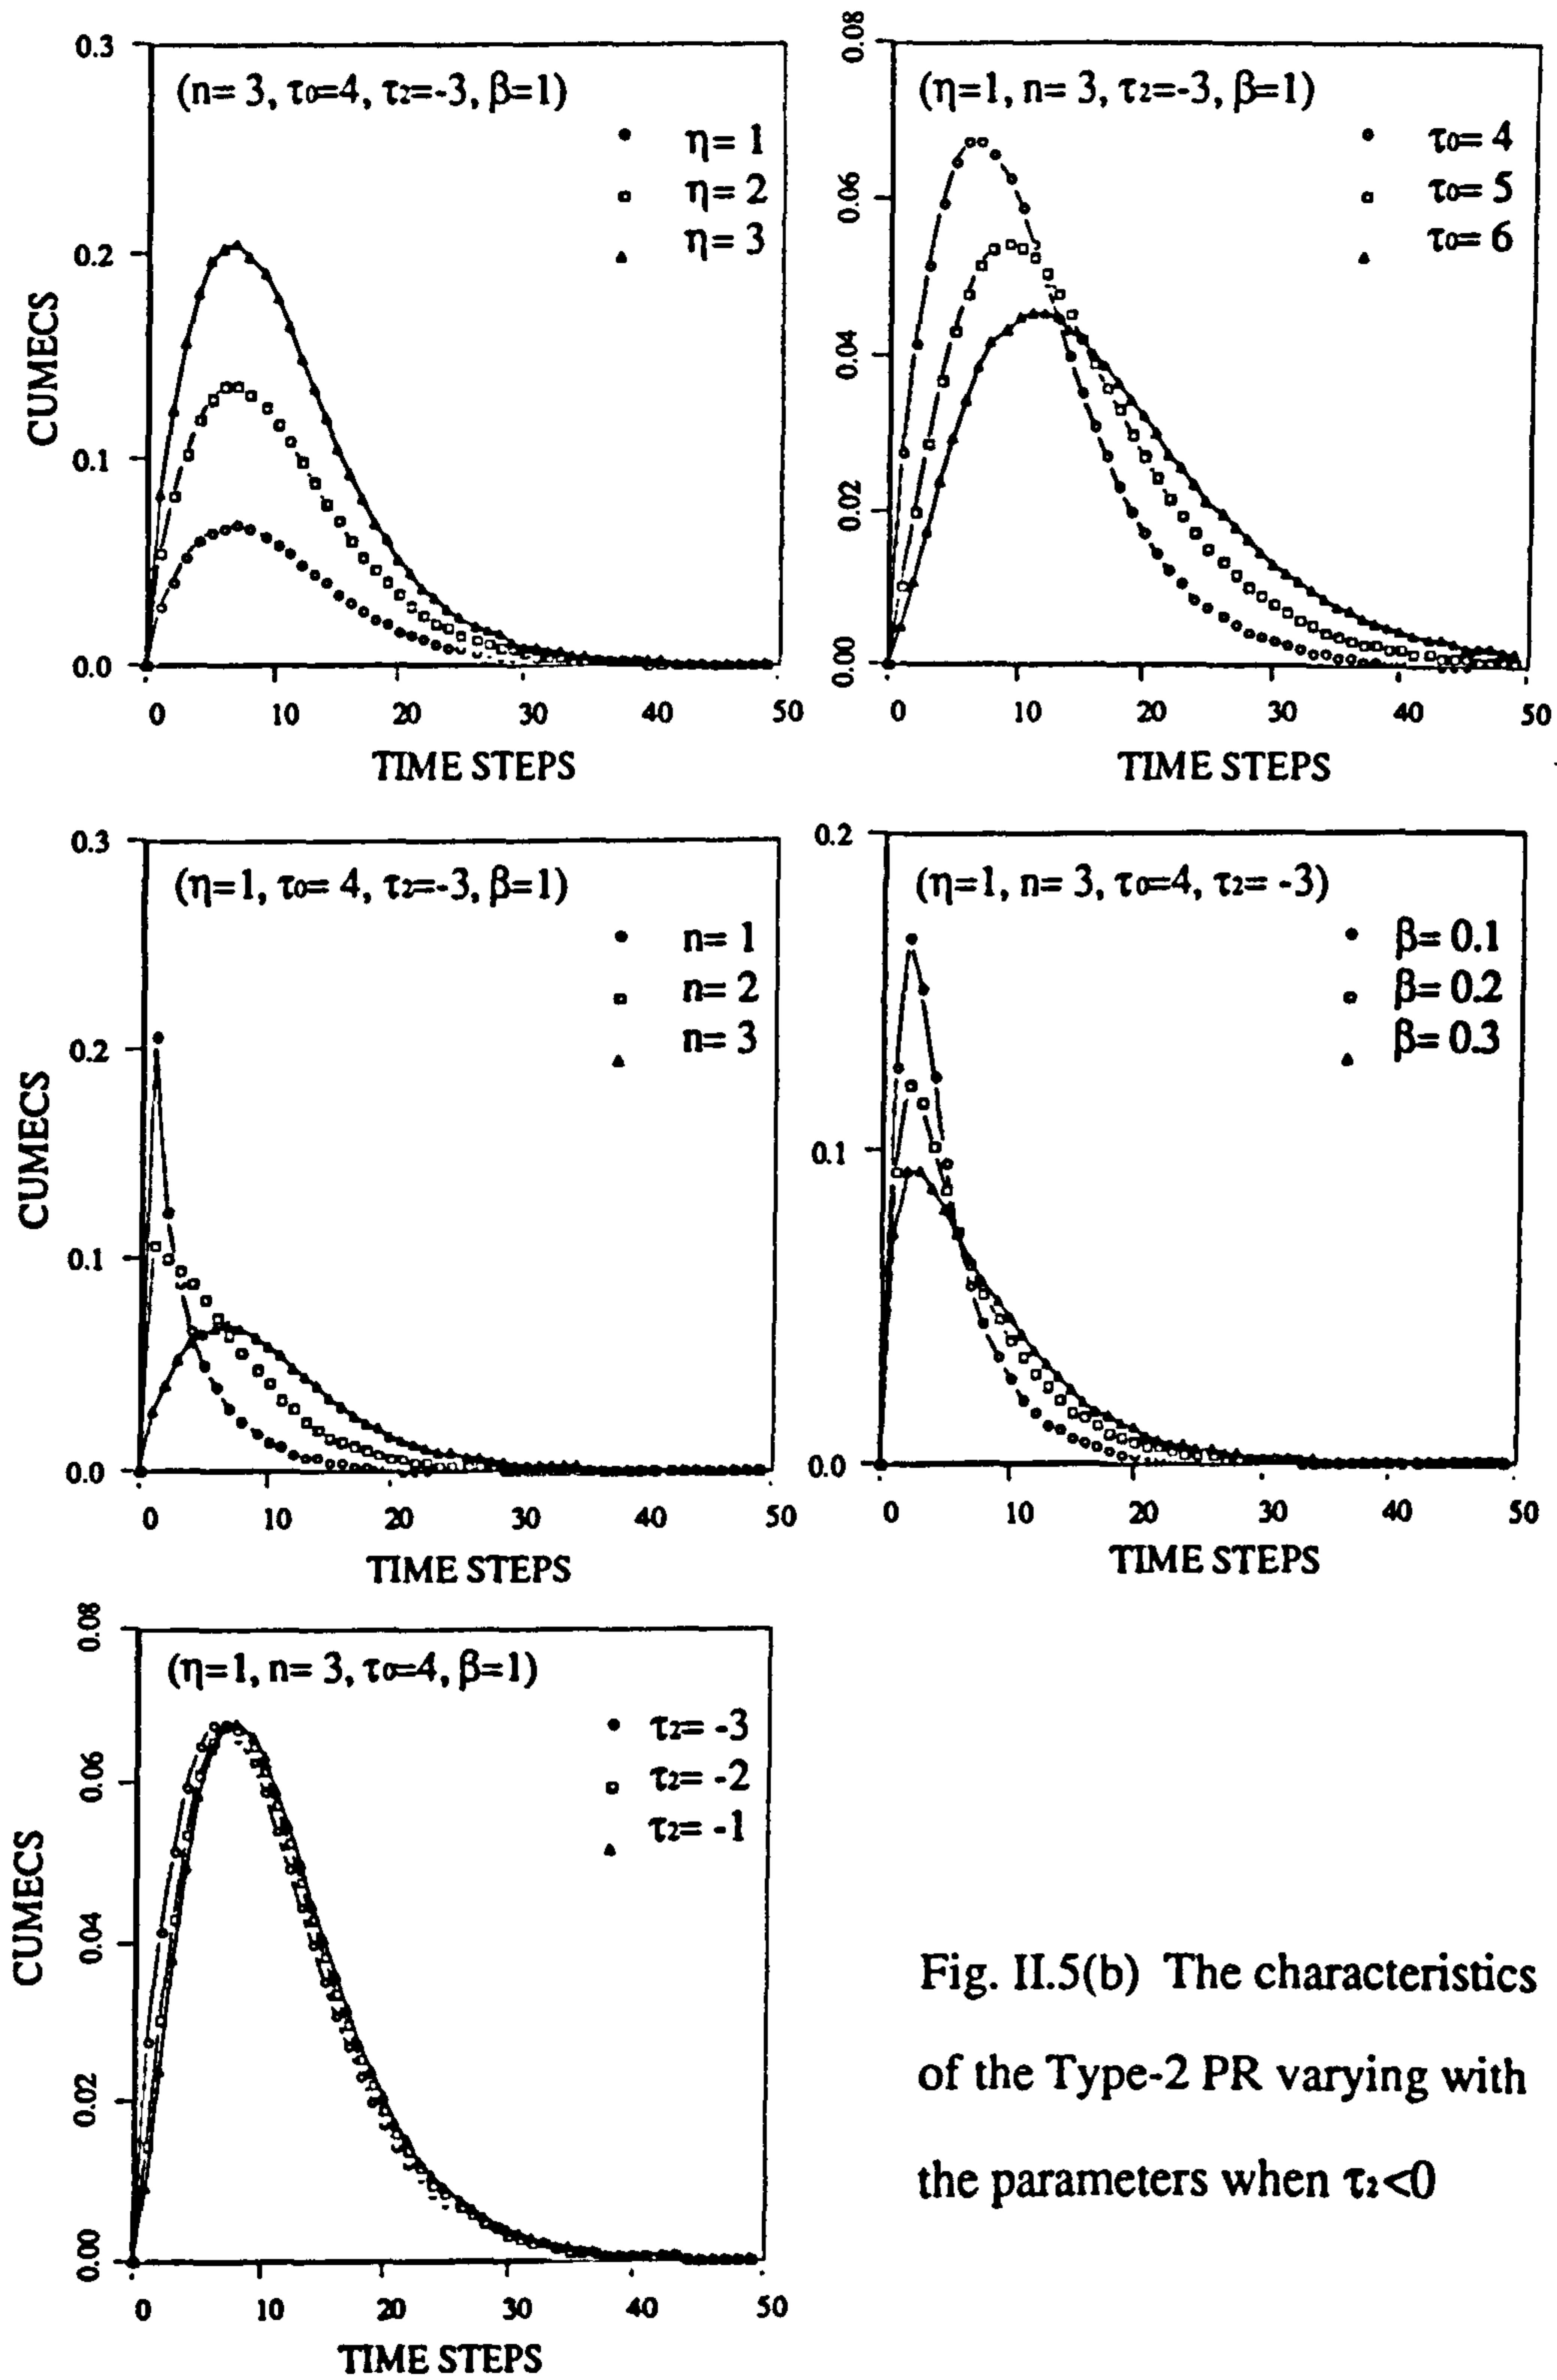 (n= 3, τ0=4, τ2=-3, β=1)
η= 1
η= 2
η= 3
0.3
0.2
0.1
0.0
CUMECS
0 10 20 30 40 50
TIME STEPS
(η=1, n= 3, τ2=-3, β=1)
τ0= 4
τ0= 5
τ0= 6
0.08
0.06
0.04
0.02
0.00
0 10 20 30 40 50
TIME STEPS
(η=1, τ0= 4, τ2=-3, β=1)
n= 1
n= 2
n= 3
0.3
0.2
0.1
0.0
CUMECS
0 10 20 30 40 50
TIME STEPS
(η=1, n= 3, τ0=4, τ2= -3)
β= 0.1
β= 0.2
β= 0.3
0.2
0.1
0.0
0 10 20 30 40 50
TIME STEPS
(η=1, n= 3, τ0=4, β=1)
τ2= -3
τ2= -2
τ2= -1
0.08
0.06
0.04
0.02
0.00
CUMECS
0 10 20 30 40 50
TIME STEPS
Fig. II.5(b) The characteristics
of the Type-2 PR varying with
the parameters when τ2<0